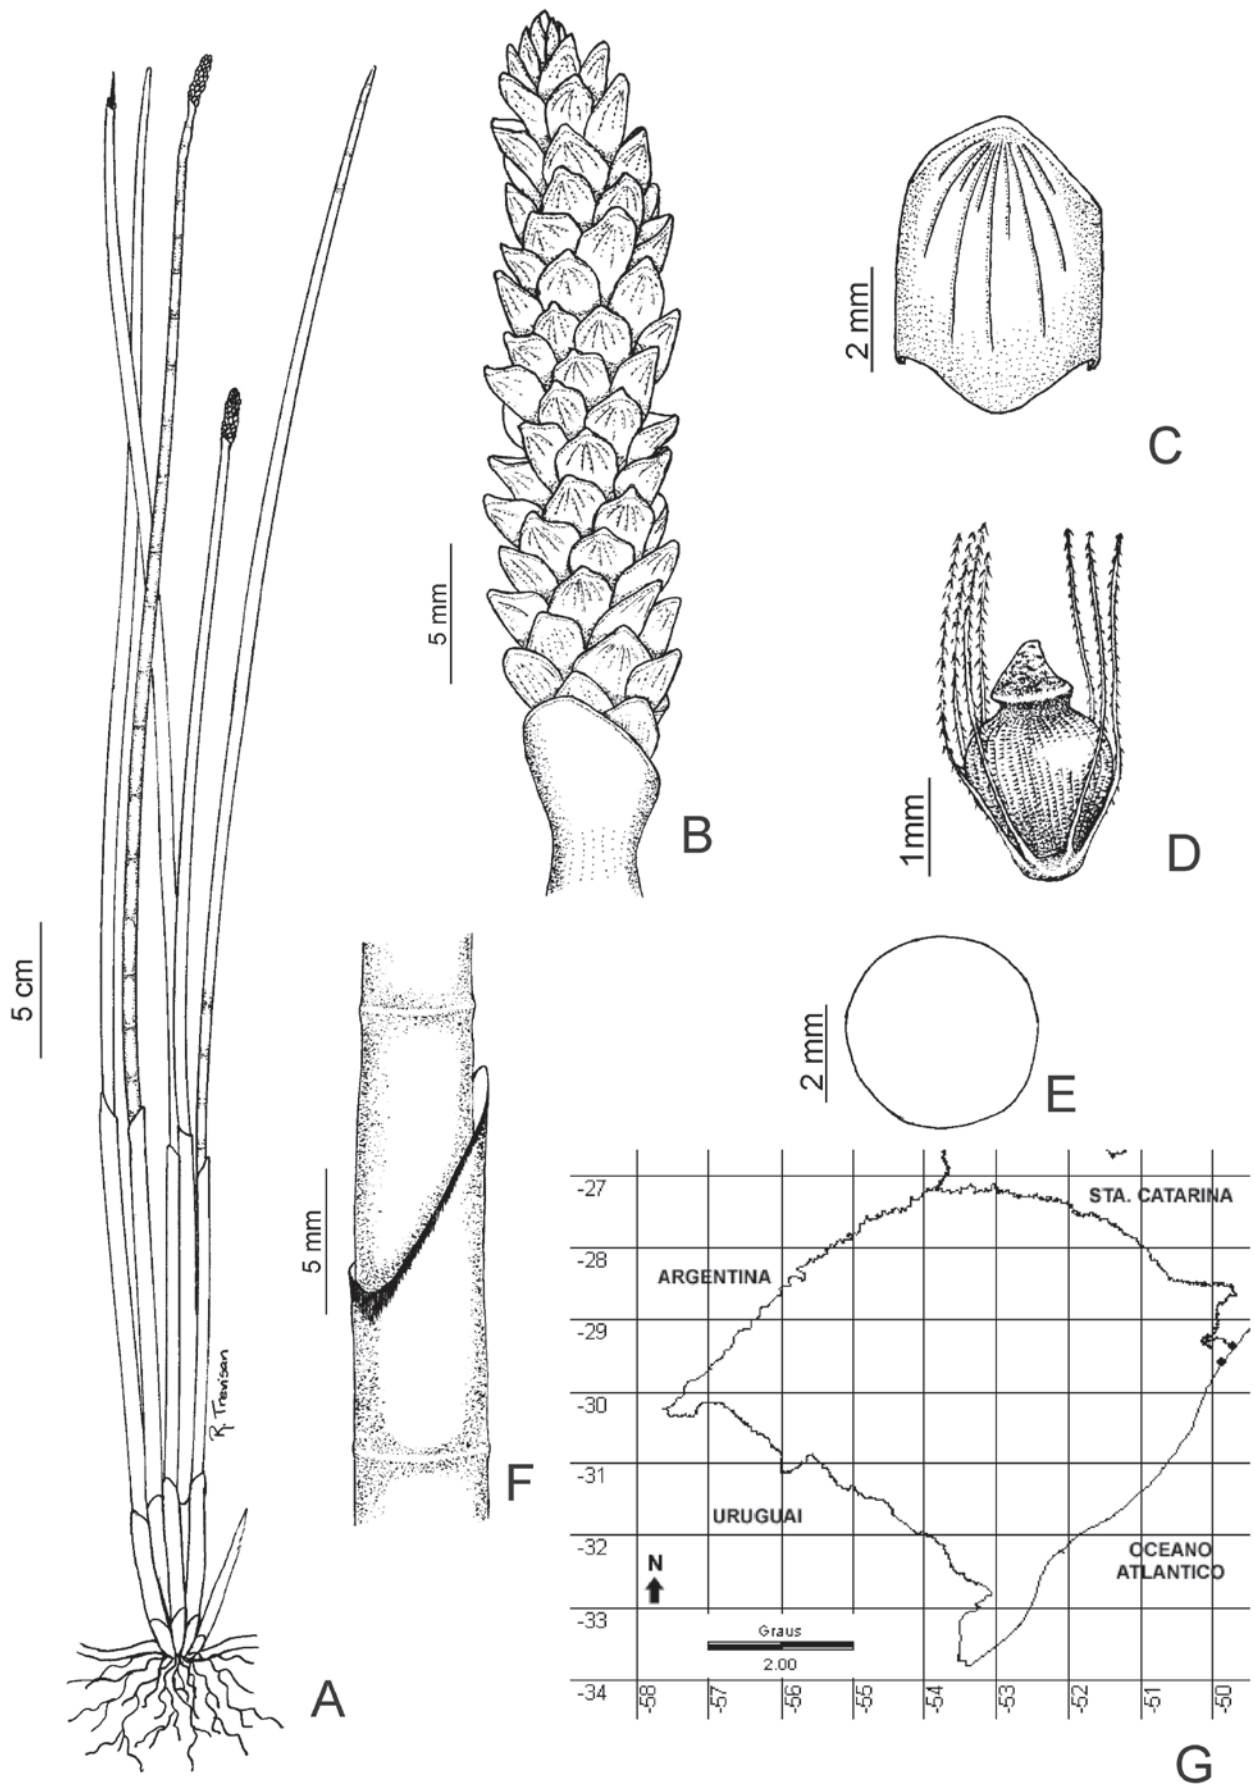 5 cm
R. Trevisan
A
5 mm
B
2 mm
C
1mm
D
2 mm
E
5 mm
F
-27
-28
-29
-30
-31
-32
-33
-34
STA. CATARINA
ARGENTINA
URUGUAI
OCEANO
ATLANTICO
N
Graus
2.00
-58
-57
-56
-55
-54
-53
-52
-51
-50
G